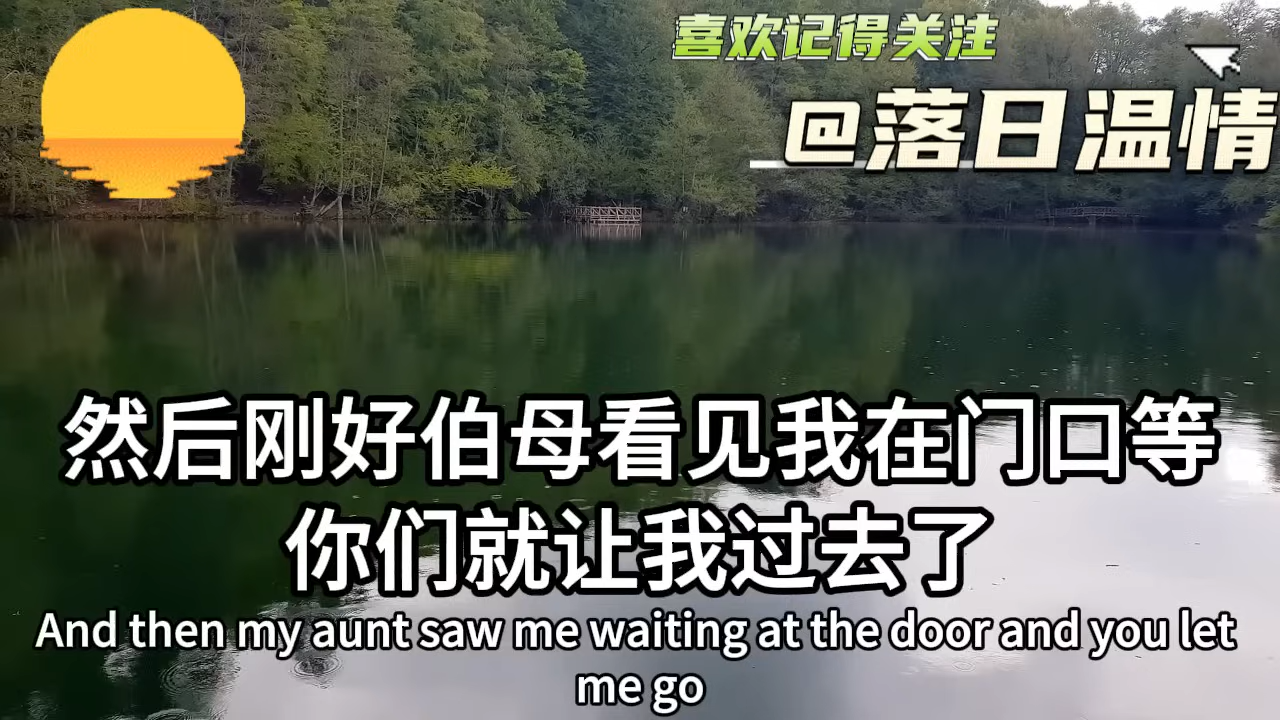 喜欢记得关注
@落日温情
然后刚好伯母看见我在门口等
你们就让我过去了
And then my aunt saw me waiting at the door and you let
me go